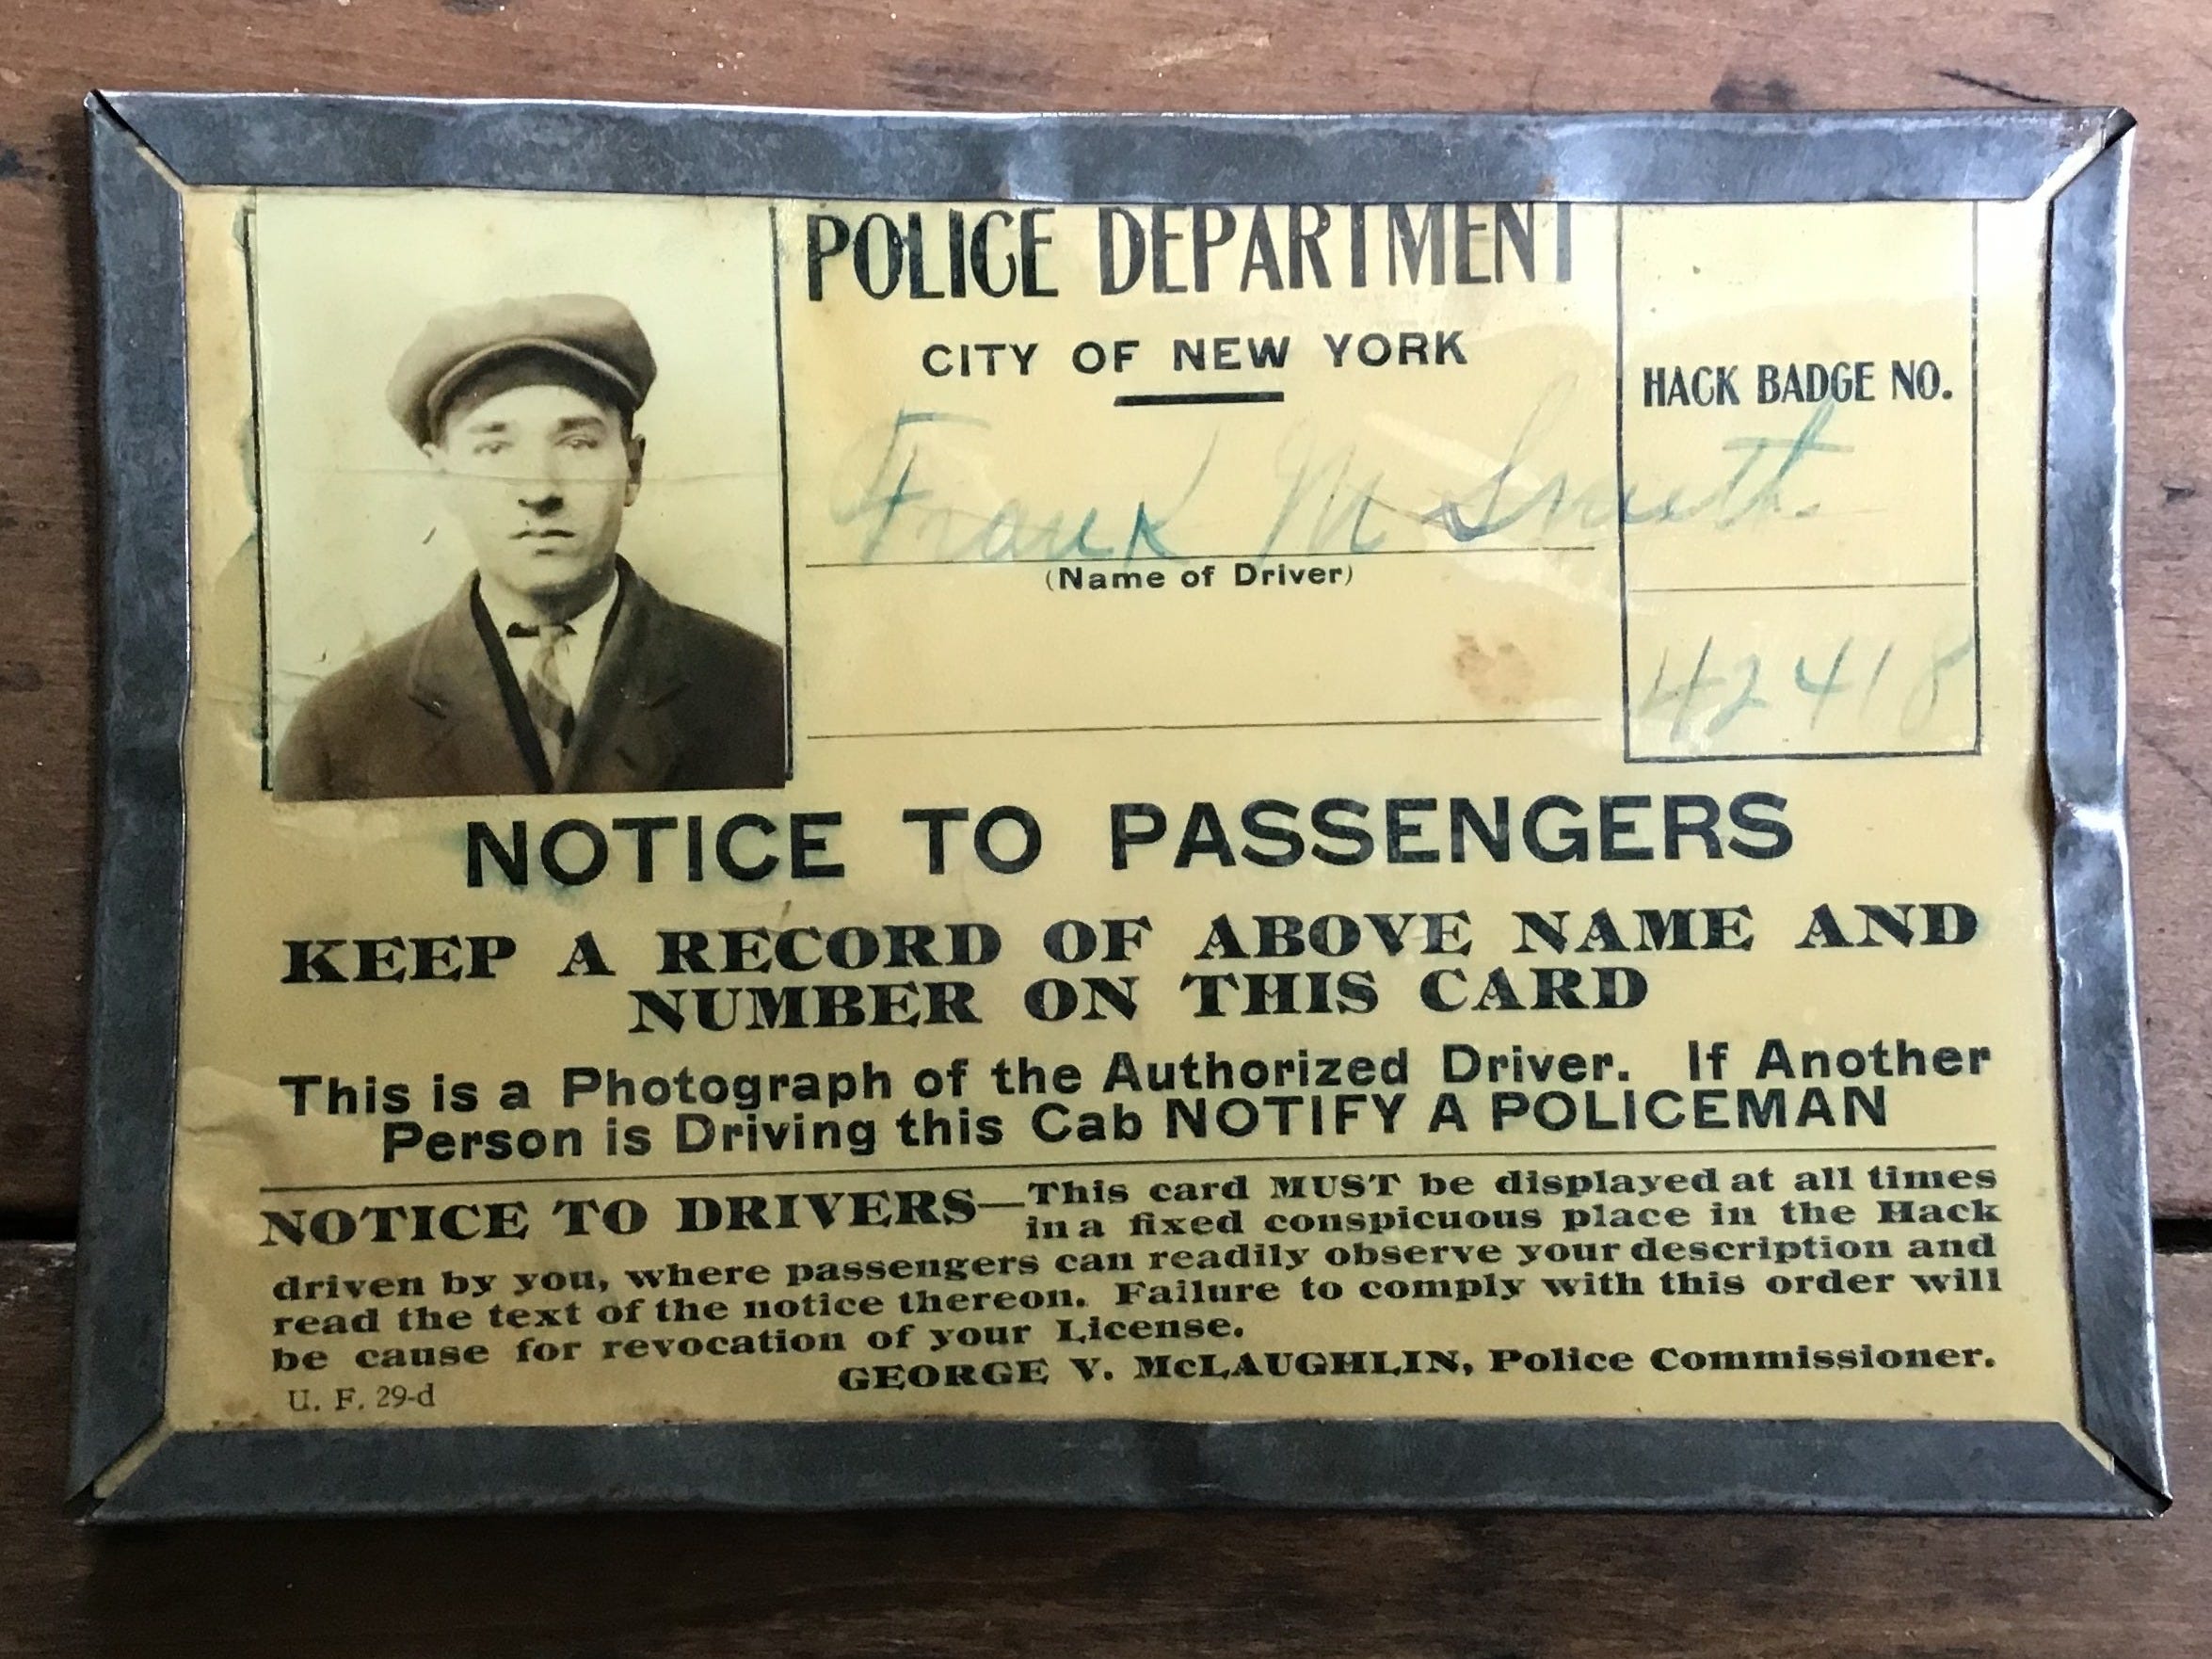 POLICE DEPARTMENT
CITY OF NEW YORK
HACK BADGE NO.
Frank M Smith
(Name of Driver)
42418
NOTICE TO PASSENGERS
KEEP A RECORD OF ABOVE NAME AND
NUMBER ON THIS CARD
This is a Photograph of the Authorized Driver. If Another
Person is Driving this Cab NOTIFY A POLICEMAN
NOTICE TO DRIVERS—This card MUST be displayed at all times
in a fixed conspicuous place in the Hack
driven by you, where passengers can readily observe your description and
read the text of the notice thereon. Failure to comply with this order will
be cause for revocation of your License.
GEORGE V. McLAUGHLIN, Police Commissioner.
U. F. 29-d